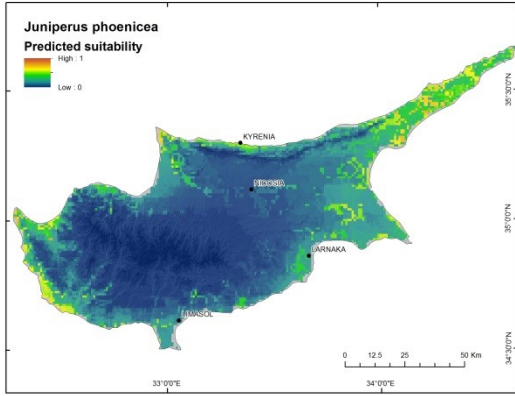 Juniperus phoenicea
Predicted suitability
High : 1
Low : 0
KYRENIA
NICOSIA
LARNAKA
LIMASOL
35°30'0"N
35°0'0"N
34°30'0"N
0 12.5 25 50 Km
33°0'0"E
34°0'0"E